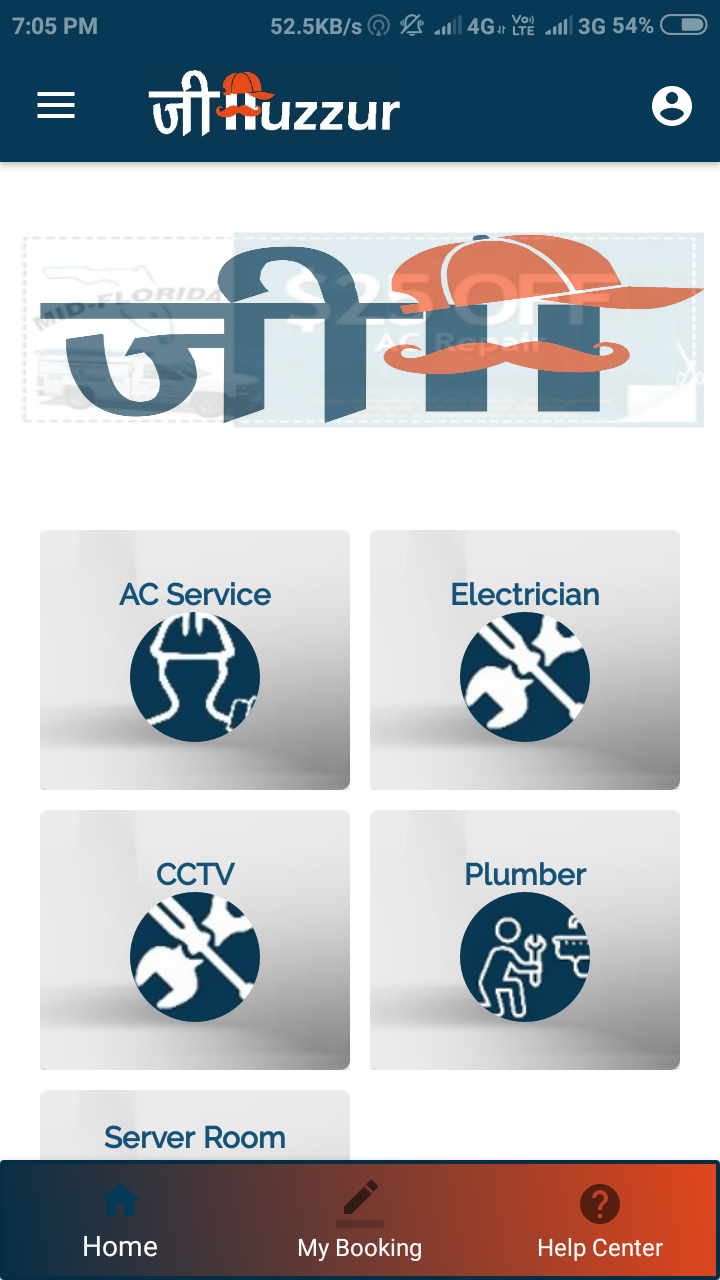 7:05 PM 52.5KB/s 4G VoLTE 3G 54%
जी Huzzur
MID-FLORIDA
जी H
$25 OFF
AC Repair
AC Service Electrician
CCTV Plumber
Server Room
Home My Booking Help Center